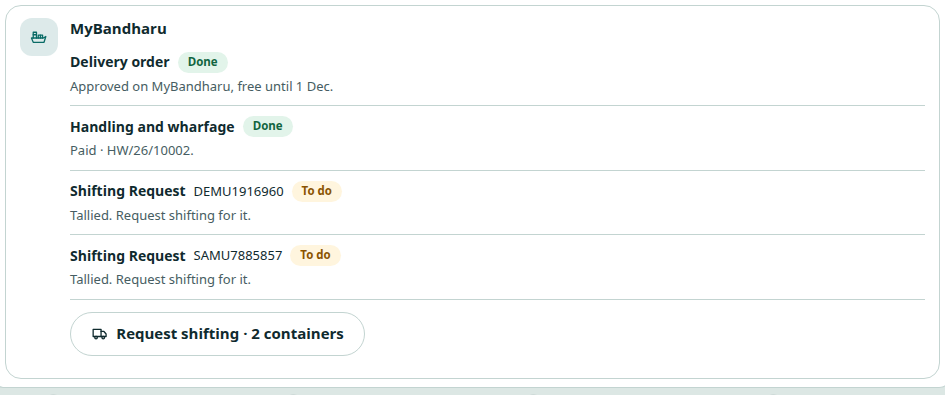 MyBandharu
Delivery order Done
Approved on MyBandharu, free until 1 Dec.
Handling and wharfage Done
Paid · HW/26/10002.
Shifting Request DEMU1916960 To do
Tallied. Request shifting for it.
Shifting Request SAMU7885857 To do
Tallied. Request shifting for it.
Request shifting · 2 containers